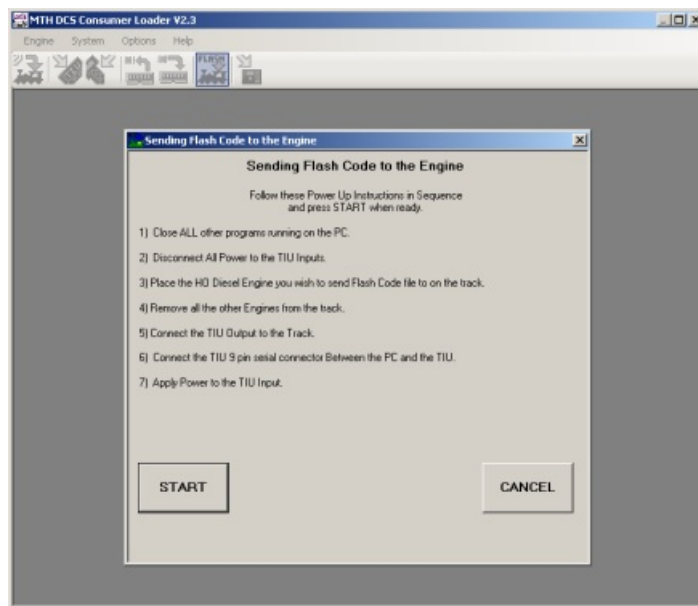 MTH DCS Consumer Loader V2.3
Engine System Options Help
FLASH
Sending Flash Code to the Engine
Sending Flash Code to the Engine
Follow these Power Up Instructions in Sequence
and press START when ready.
1) Close ALL other programs running on the PC.
2) Disconnect All Power to the TIU Inputs.
3) Place the HO Diesel Engine you wish to send Flash Code file to on the track.
4) Remove all the other Engines from the track.
5) Connect the TIU Output to the Track.
6) Connect the TIU 9 pin serial connector Between the PC and the TIU.
7) Apply Power to the TIU Input.
START CANCEL